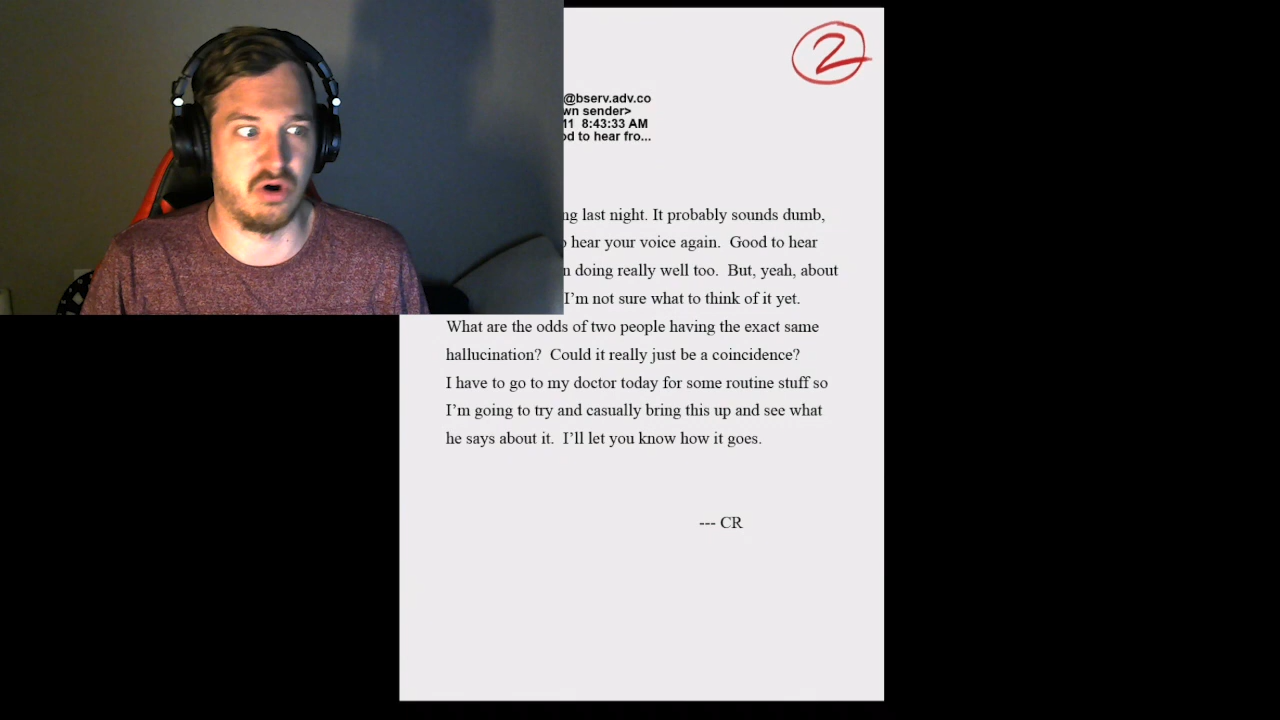 2
@bserv.adv.co
wn sender>
11 8:43:33 AM
od to hear fro...
ng last night. It probably sounds dumb,
hear your voice again.  Good to hear
n doing really well too.  But, yeah, about
I’m not sure what to think of it yet.
What are the odds of two people having the exact same
hallucination?  Could it really just be a coincidence?
I have to go to my doctor today for some routine stuff so
I’m going to try and casually bring this up and see what
he says about it.  I’ll let you know how it goes.
--- CR